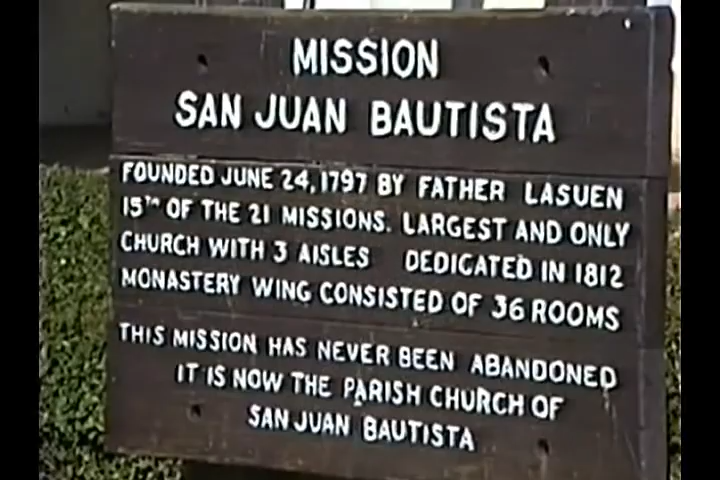 MISSION
SAN JUAN BAUTISTA
FOUNDED JUNE 24, 1797 BY FATHER LASUEN
15TH OF THE 21 MISSIONS. LARGEST AND ONLY
CHURCH WITH 3 AISLES DEDICATED IN 1812
MONASTERY WING CONSISTED OF 36 ROOMS
THIS MISSION HAS NEVER BEEN ABANDONED
IT IS NOW THE PARISH CHURCH OF
SAN JUAN BAUTISTA